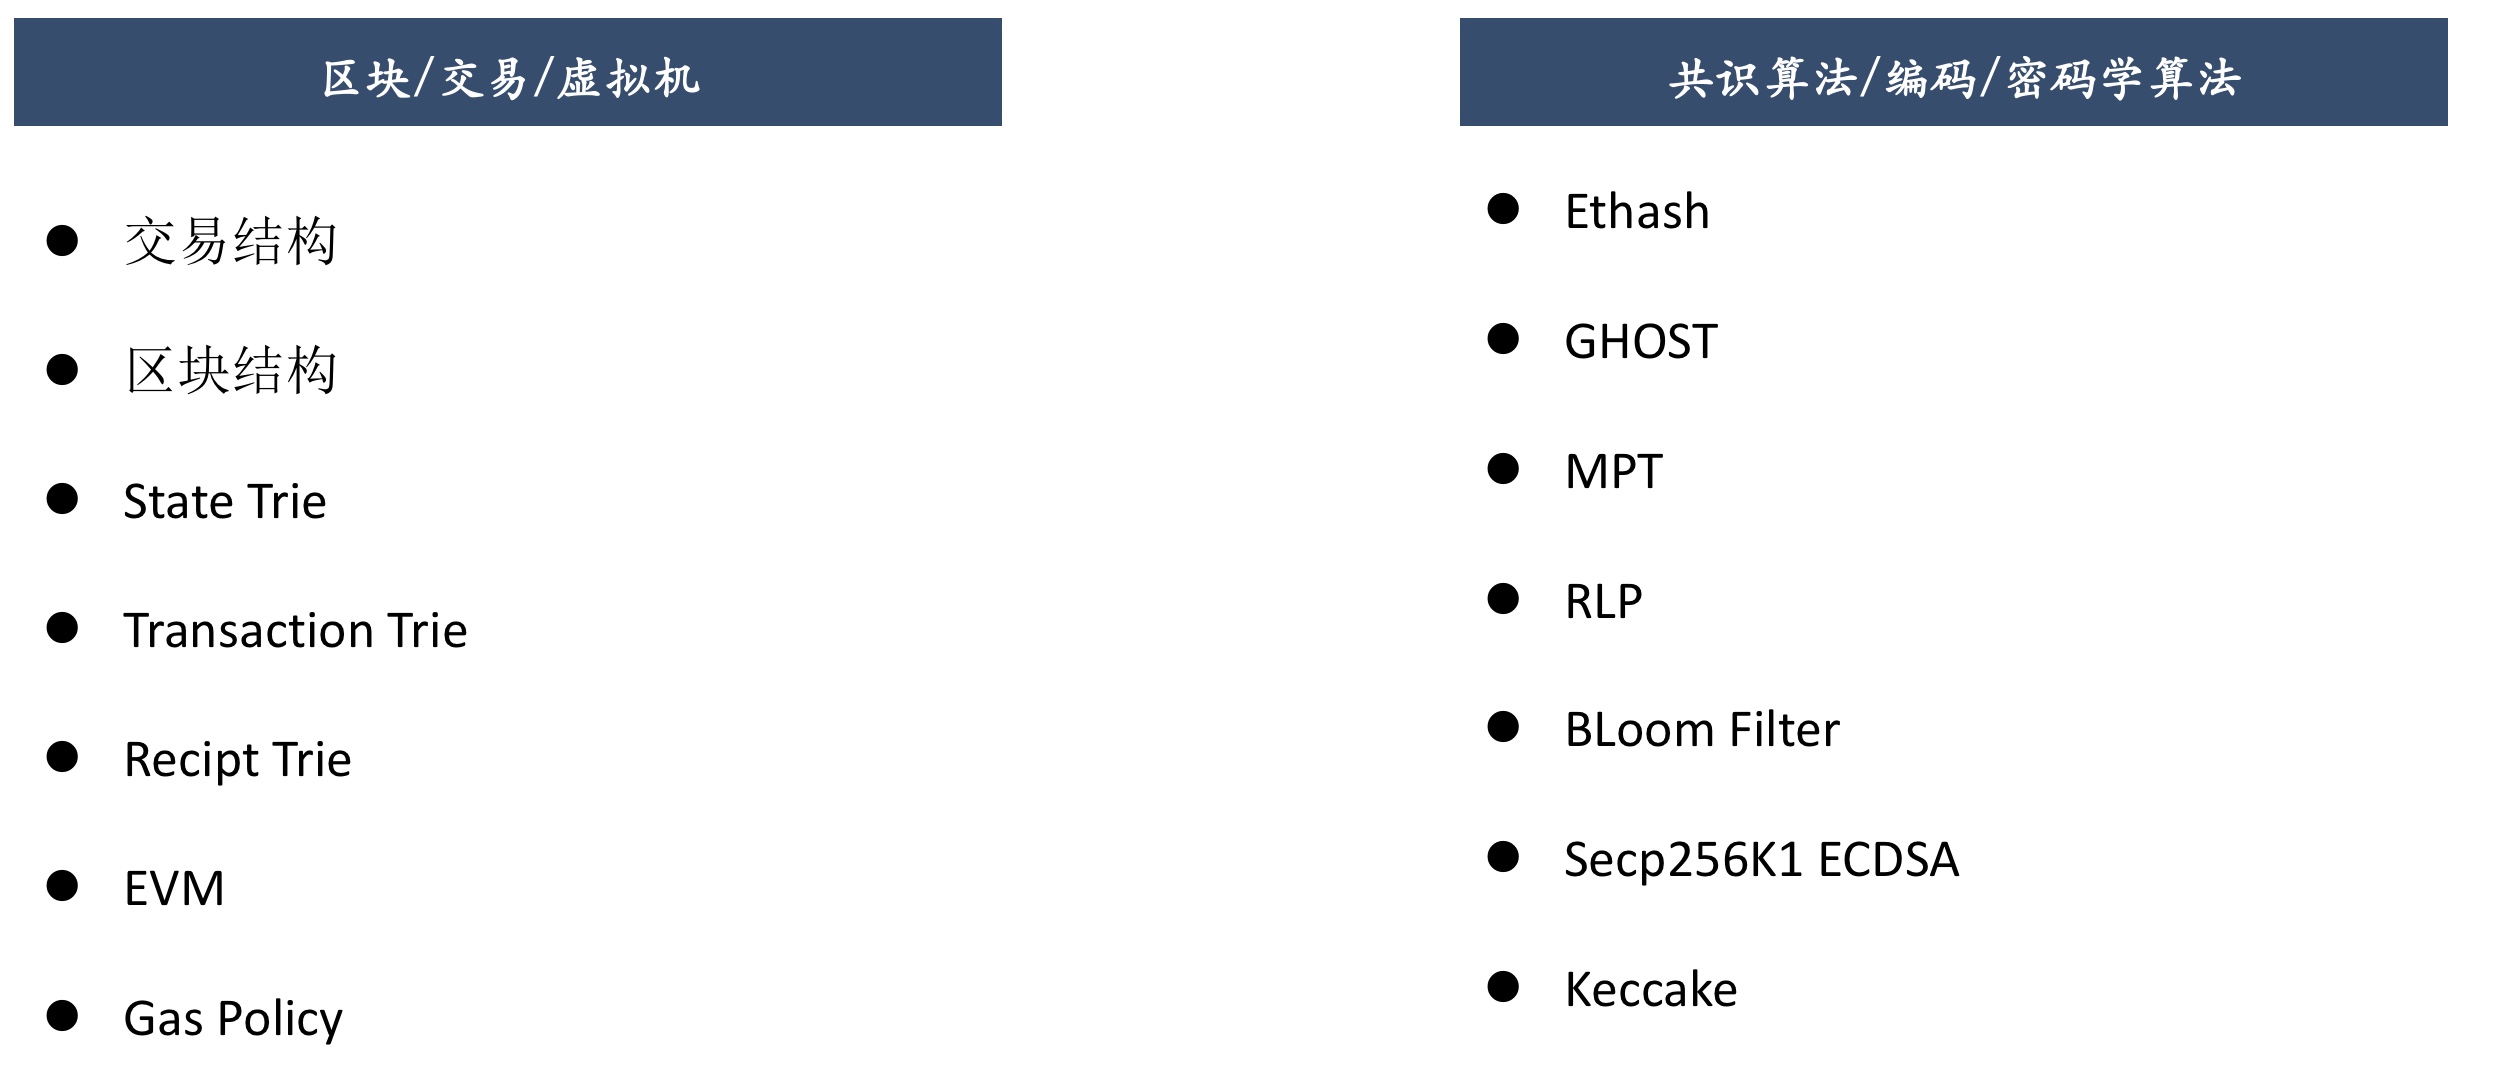 区块/交易/虚拟机
交易结构
区块结构
State Trie
Transaction Trie
Recipt Trie
EVM
Gas Policy
共识算法/编码/密码学算法
Ethash
GHOST
MPT
RLP
BLoom Filter
Secp256K1 ECDSA
Keccake